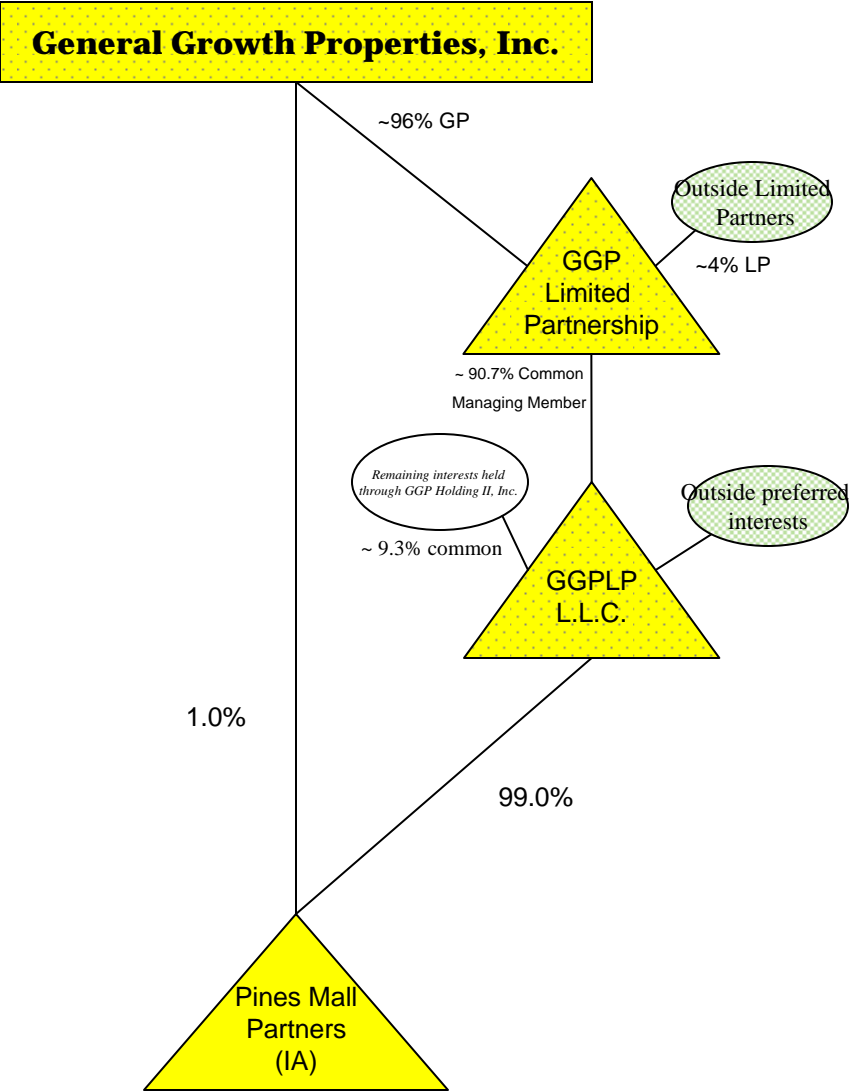 General Growth Properties, Inc.
~96% GP
Outside Limited
Partners
~4% LP
GGP
Limited
Partnership
~ 90.7% Common
Managing Member
Remaining interests held
through GGP Holding II, Inc.
~ 9.3% common
Outside preferred
interests
GGPLP
L.L.C.
1.0%
99.0%
Pines Mall
Partners
(IA)